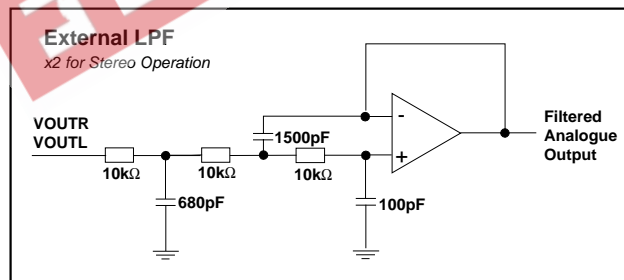 External LPF
x2 for Stereo Operation
VOUTR
VOUTL
10kΩ
680pF
10kΩ
1500pF
10kΩ
100pF
-
+
Filtered
Analogue
Output